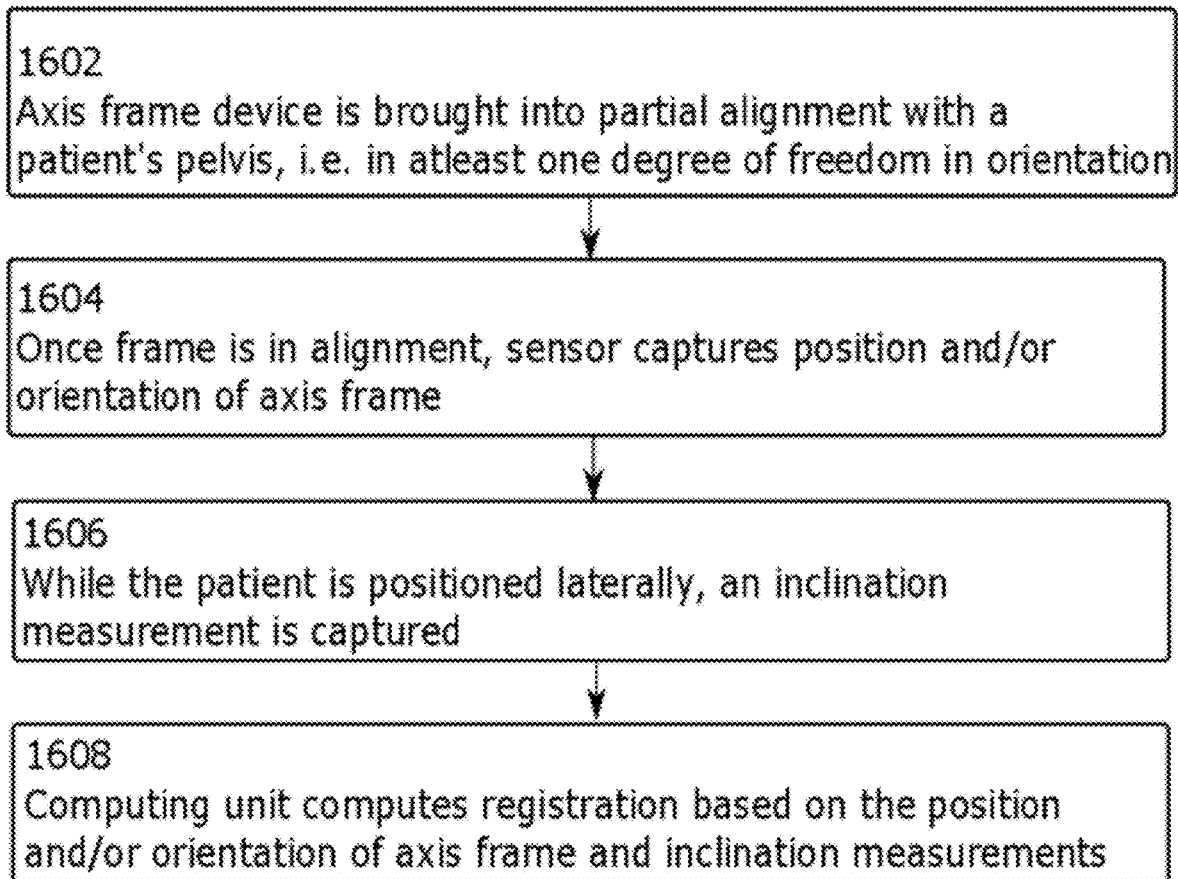 1602
Axis frame device is brought into partial alignment with a
patient's pelvis, i.e. in atleast one degree of freedom in orientation
1604
Once frame is in alignment, sensor captures position and/or
orientation of axis frame
1606
While the patient is positioned laterally, an inclination
measurement is captured
1608
Computing unit computes registration based on the position
and/or orientation of axis frame and inclination measurements